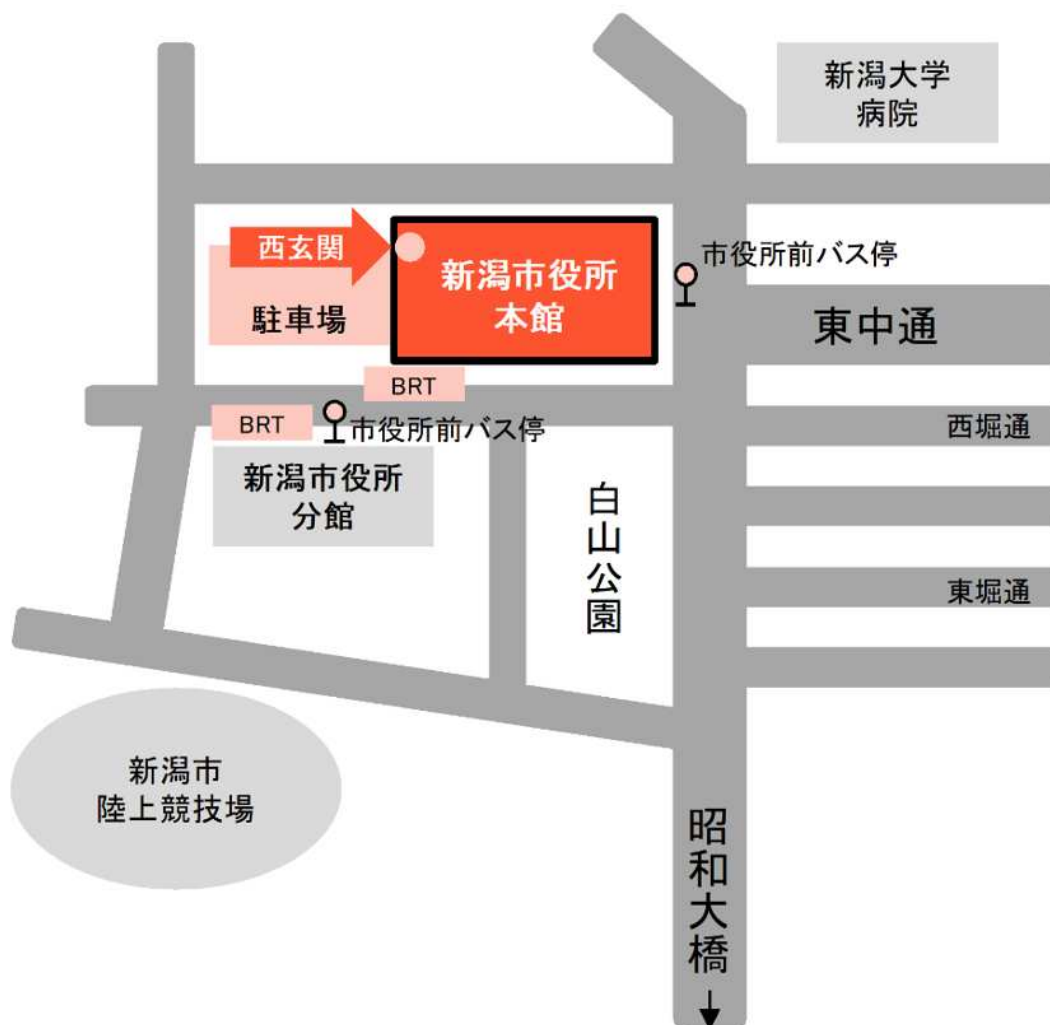 新潟大学
病院
西玄関
新潟市役所
本館
市役所前バス停
駐車場
東中通
BRT
BRT
市役所前バス停
西堀通
新潟市役所
分館
白山公園
東堀通
新潟市
陸上競技場
昭和大橋